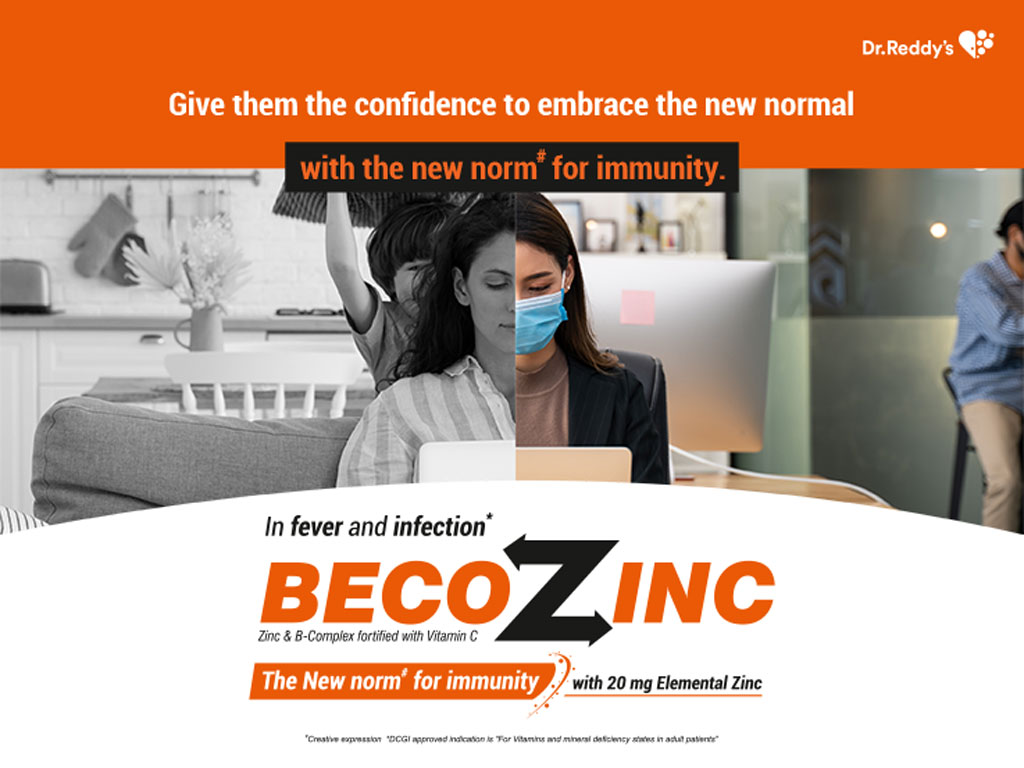 Dr.Reddy's
Give them the confidence to embrace the new normal
with the new norm# for immunity.
In fever and infection*
BECOZINC
Zinc & B-Complex fortified with Vitamin C
The New norm# for immunity
with 20 mg Elemental Zinc
#Creative expression *DCGI approved indication is "For Vitamins and mineral deficiency states in adult patients"